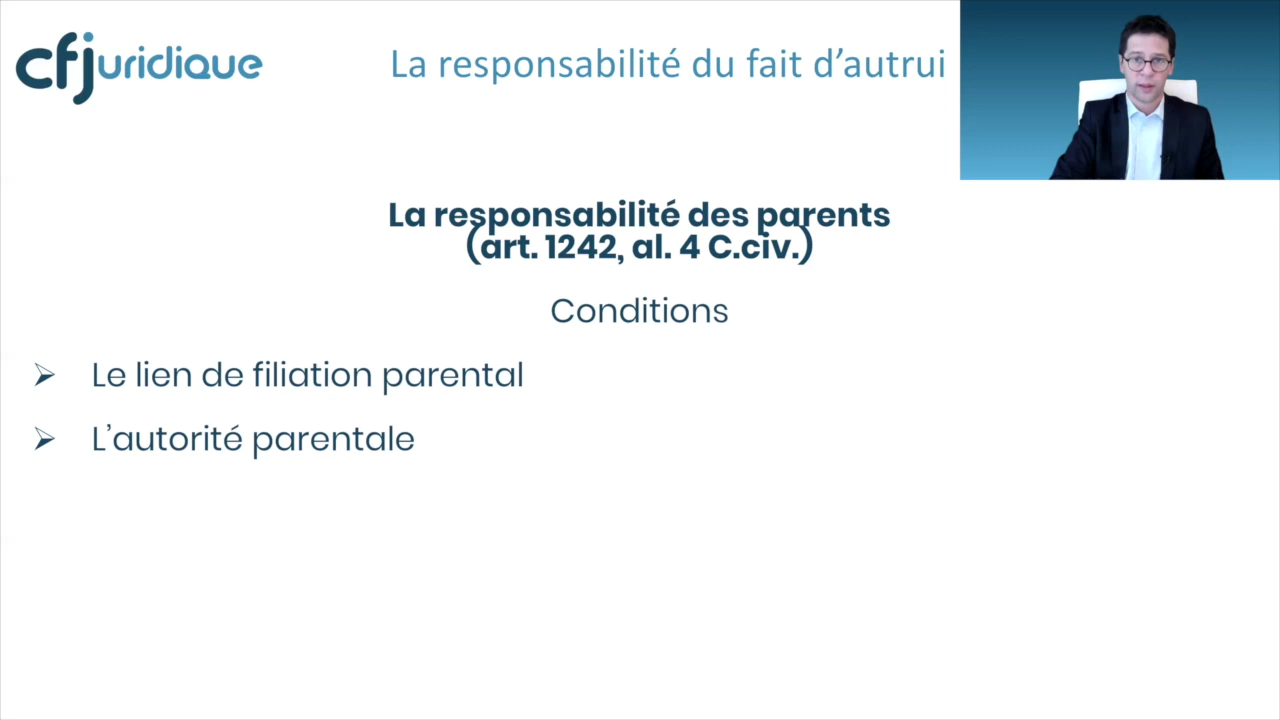 cfjuridique
La responsabilité du fait d’autrui
La responsabilité des parents
(art. 1242, al. 4 C.civ.)
Conditions
➢ Le lien de filiation parental
➢ L’autorité parentale